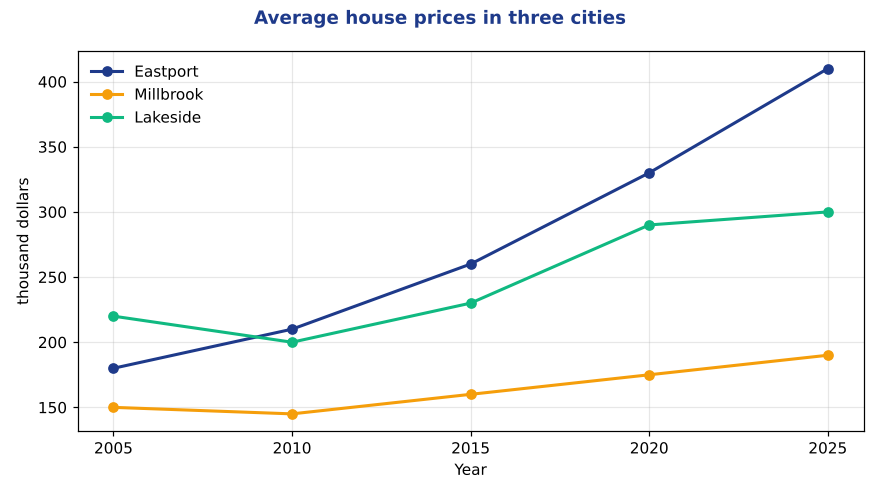 Average house prices in three cities
Eastport
Millbrook
Lakeside
thousand dollars
400
350
300
250
200
150
2005 2010 2015 2020 2025
Year